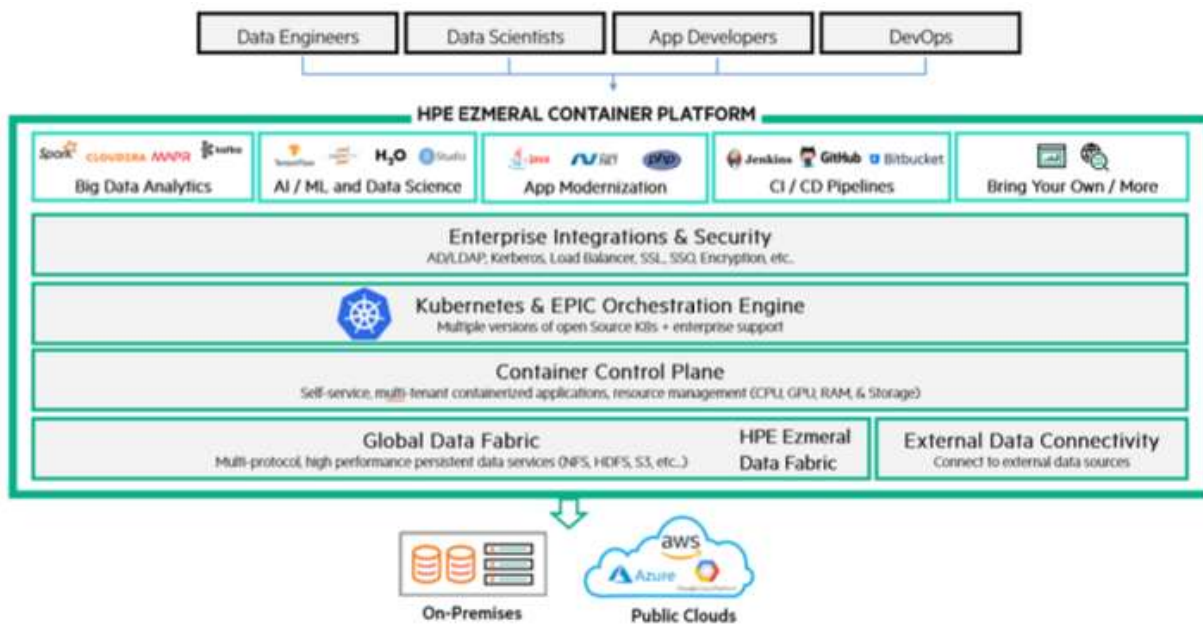 Data Engineers
Data Scientists
App Developers
DevOps
HPE EZMERAL CONTAINER PLATFORM
Spark CLOUDERA MAPR kafka
Big Data Analytics
TensorFlow H2O Studio
AI / ML and Data Science
Java .NET php
App Modernization
Jenkins GitHub Bitbucket
CI / CD Pipelines
Bring Your Own / More
Enterprise Integrations & Security
AD/LDAP, Kerberos, Load Balancer, SSL, SSO, Encryption, etc..
Kubernetes & EPIC Orchestration Engine
Multiple versions of open Source K8s + enterprise support
Container Control Plane
Self-service, multi-tenant containerized applications, resource management (CPU, GPU, RAM, & Storage)
Global Data Fabric
Multi-protocol, high performance persistent data services (NFS, HDFS, S3, etc..)
HPE Ezmeral
Data Fabric
External Data Connectivity
Connect to external data sources
On-Premises
aws
Azure
Google Cloud Platform
Public Clouds